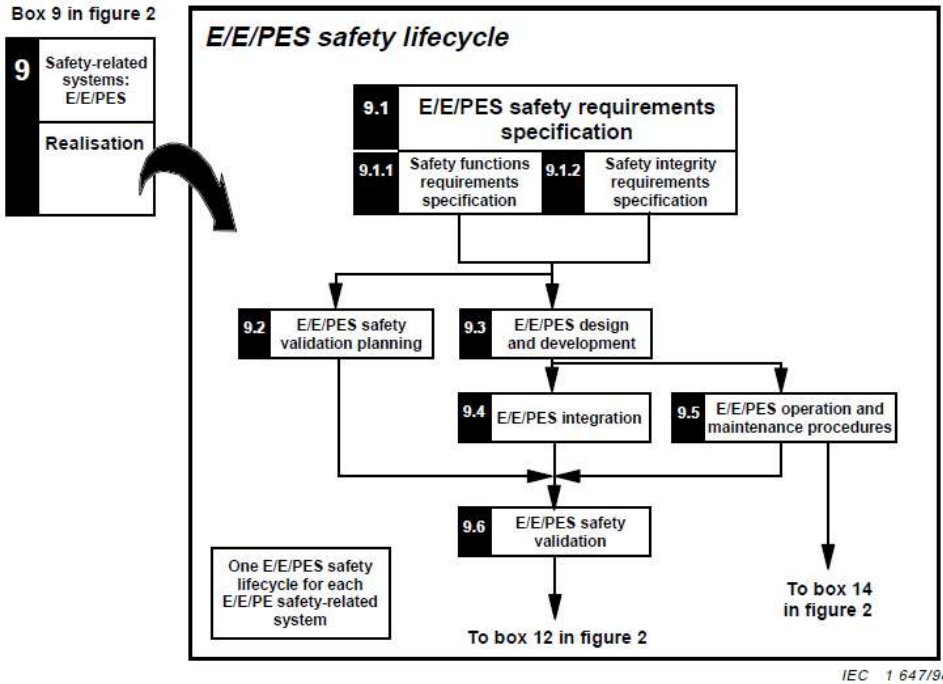 Box 9 in figure 2
9
Safety-related
systems:
E/E/PES
Realisation
E/E/PES safety lifecycle
9.1
E/E/PES safety requirements
specification
9.1.1
Safety functions
requirements
specification
9.1.2
Safety integrity
requirements
specification
9.2
E/E/PES safety
validation planning
9.3
E/E/PES design
and development
9.4
E/E/PES integration
9.5
E/E/PES operation and
maintenance procedures
9.6
E/E/PES safety
validation
One E/E/PES safety
lifecycle for each
E/E/PE safety-related
system
To box 14
in figure 2
To box 12 in figure 2
IEC 1 647/98